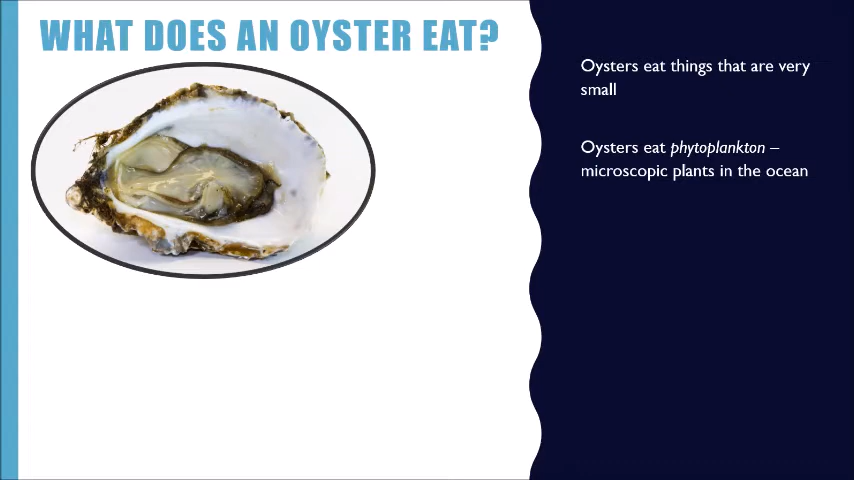 WHAT DOES AN OYSTER EAT?
Oysters eat things that are very
small
Oysters eat phytoplankton –
microscopic plants in the ocean